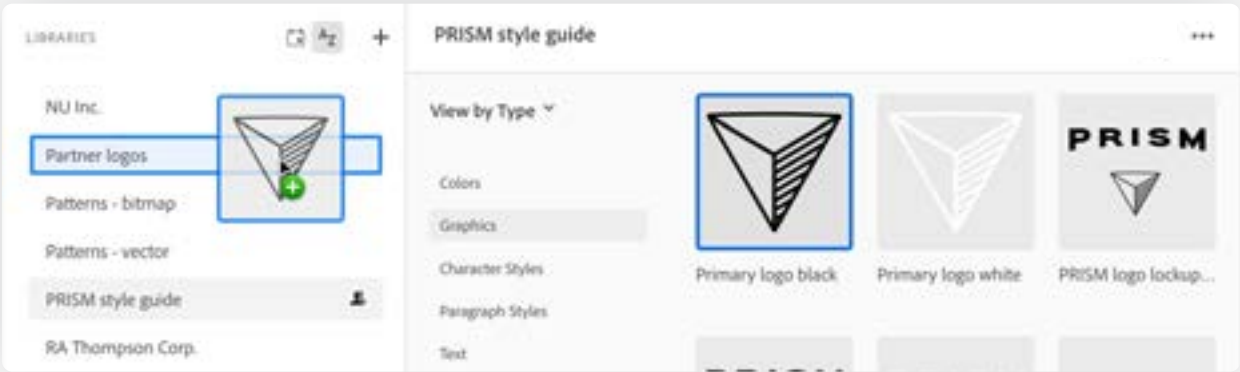 LIBRARIES
NU Inc.
Partner logos
Patterns - bitmap
Patterns - vector
PRISM style guide
RA Thompson Corp.
PRISM style guide
View by Type
Colors
Graphics
Character Styles
Paragraph Styles
Text
PRISM
Primary logo black
Primary logo white
PRISM logo lockup...